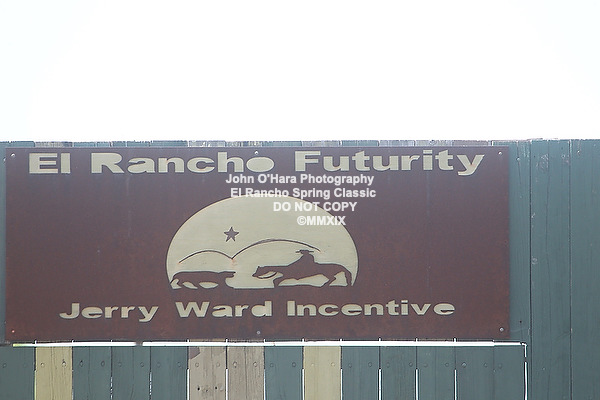 El Rancho Futurity
John O'Hara Photography
El Rancho Spring Classic
DO NOT COPY
©MMXIX
Jerry Ward Incentive